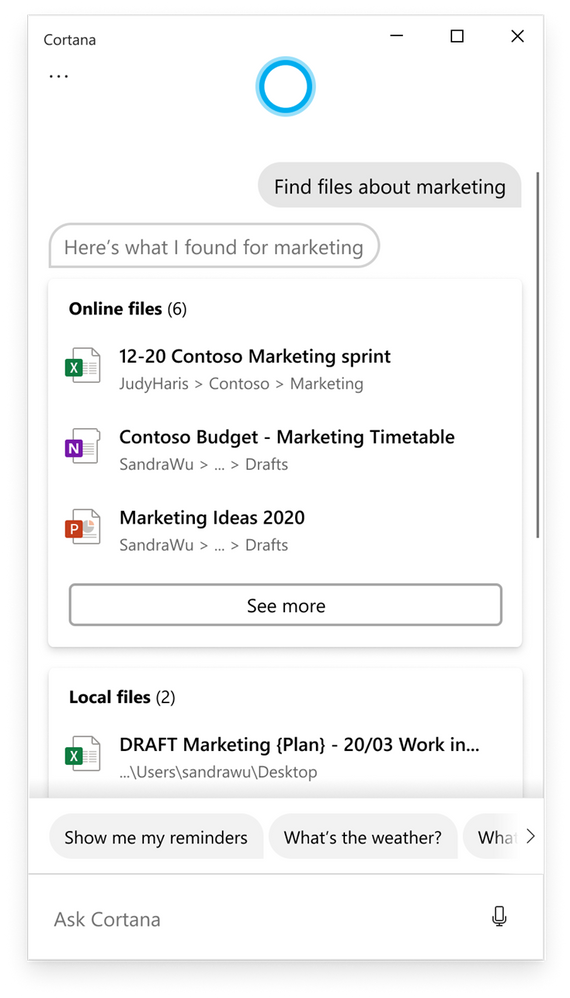 Cortana
...
Find files about marketing
Here's what I found for marketing
Online files (6)
12-20 Contoso Marketing sprint
JudyHaris > Contoso > Marketing
Contoso Budget - Marketing Timetable
SandraWu > ... > Drafts
Marketing Ideas 2020
SandraWu > ... > Drafts
See more
Local files (2)
DRAFT Marketing {Plan} - 20/03 Work in...
...\Users\sandrawu\Desktop
Show me my reminders What's the weather?
Ask Cortana